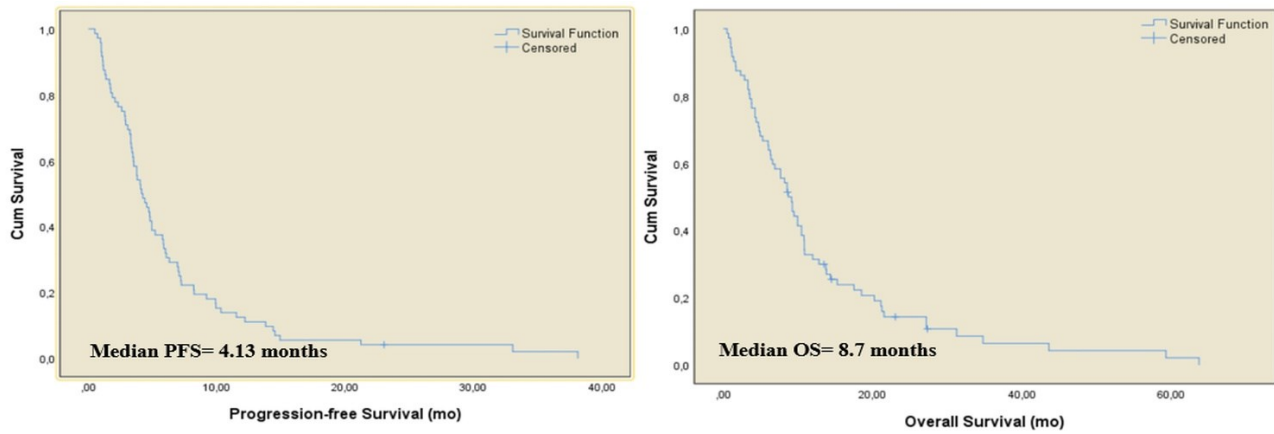 Survival Function
Censored
Cum Survival
1,0
0,8
0,6
0,4
0,2
0,0
Median PFS= 4.13 months
,00
10,00
20,00
30,00
40,00
Progression-free Survival (mo)
Survival Function
Censored
Cum Survival
1,0
0,8
0,6
0,4
0,2
0,0
Median OS= 8.7 months
,00
20,00
40,00
60,00
Overall Survival (mo)